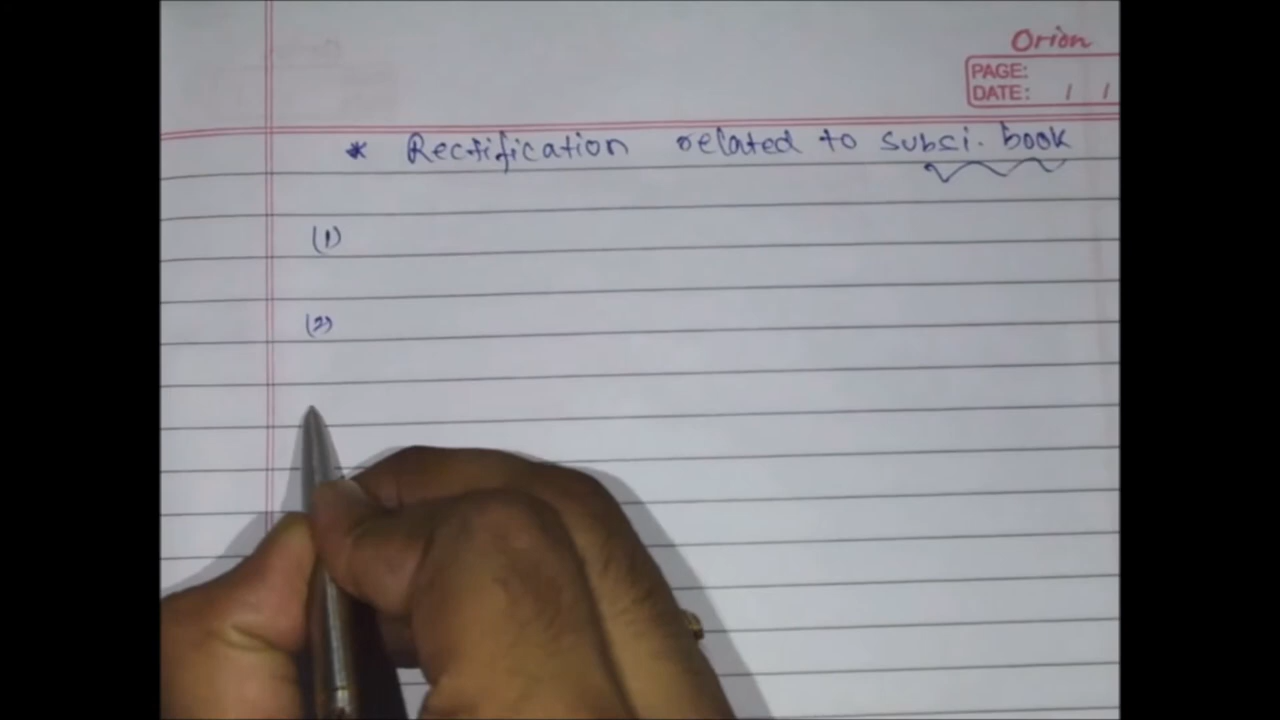 Orion
PAGE:
DATE: / /
* Rectification related to subsi. book
(1)
(2)